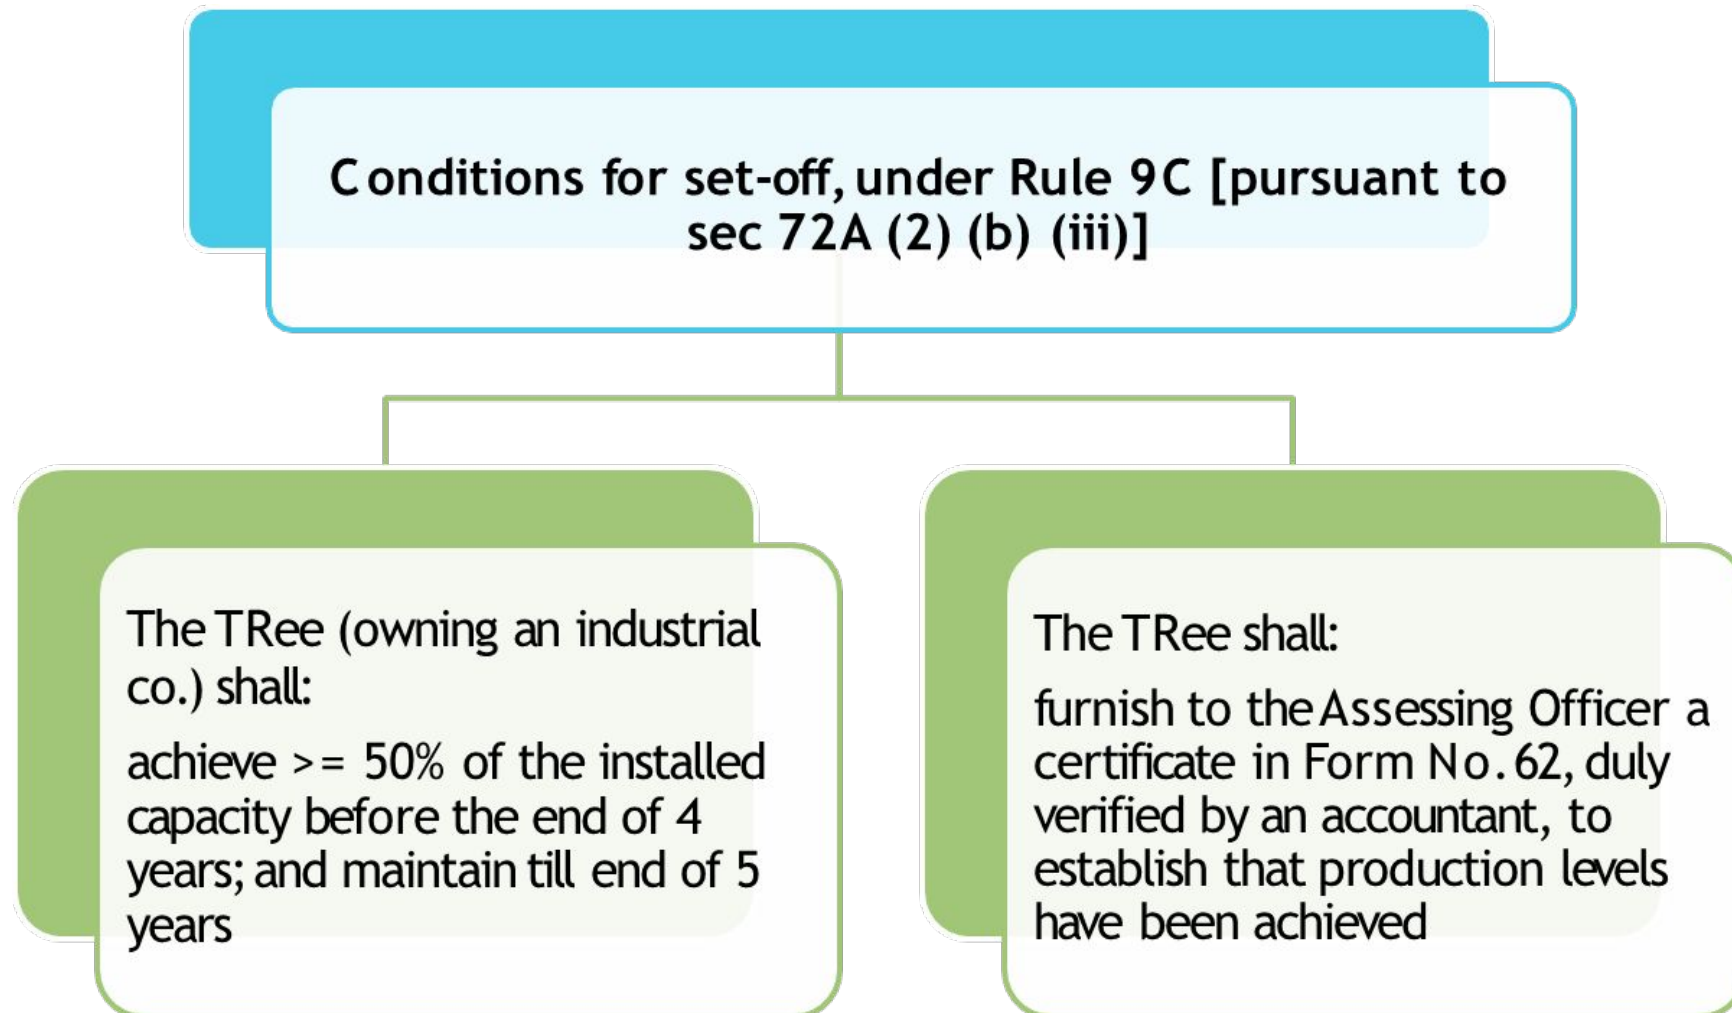 Conditions for set-off, under Rule 9C [pursuant to
sec 72A (2) (b) (iii)]
The TRee (owning an industrial
co.) shall:
achieve >= 50% of the installed
capacity before the end of 4
years; and maintain till end of 5
years
The TRee shall:
furnish to the Assessing Officer a
certificate in Form No. 62, duly
verified by an accountant, to
establish that production levels
have been achieved